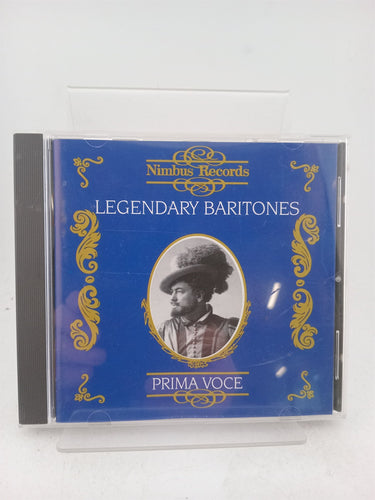 Nimbus Records
LEGENDARY BARITONES
PRIMA VOCE